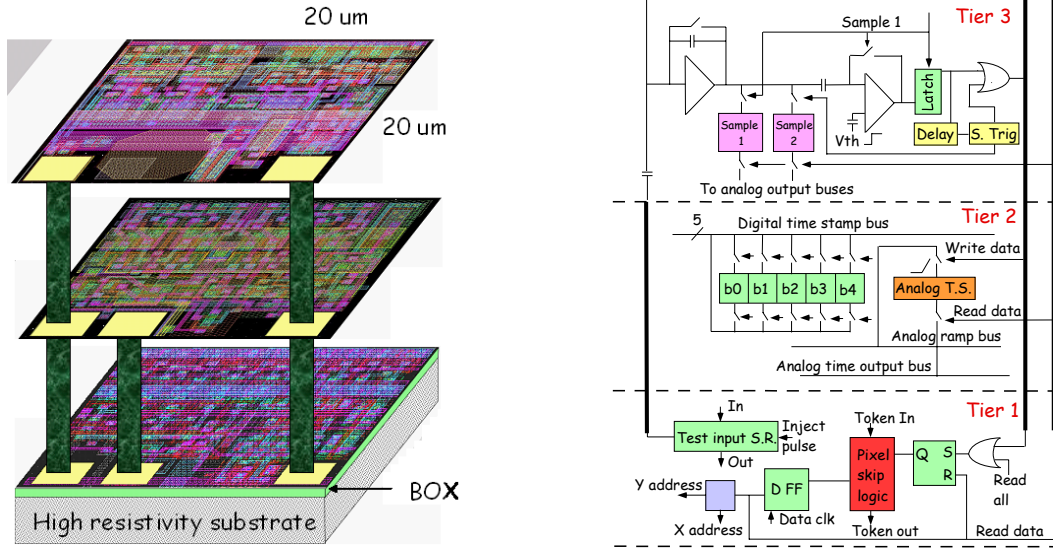 20 um
20 um
BOX
High resistivity substrate
Tier 3
Sample 1
Latch
Sample
1
Sample
2
Vth
Delay
S. Trig
To analog output buses
Tier 2
5
Digital time stamp bus
Write data
b0 b1 b2 b3 b4
Analog T.S.
Read data
Analog ramp bus
Analog time output bus
Tier 1
In
Token In
Test input S.R.
Inject
pulse
Out
Pixel
skip
logic
Q S
R
Read
all
Y address
D FF
X address
Data clk
Token out
Read data